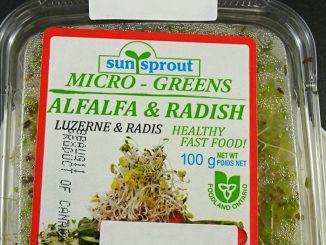 sun sprout
MICRO - GREENS
ALFALFA & RADISH
LUZERNE & RADIS
HEALTHY
FAST FOOD!
100 g NET WT
POIDS NET
FOODLAND ONTARIO
PRODUCT OF CANADA